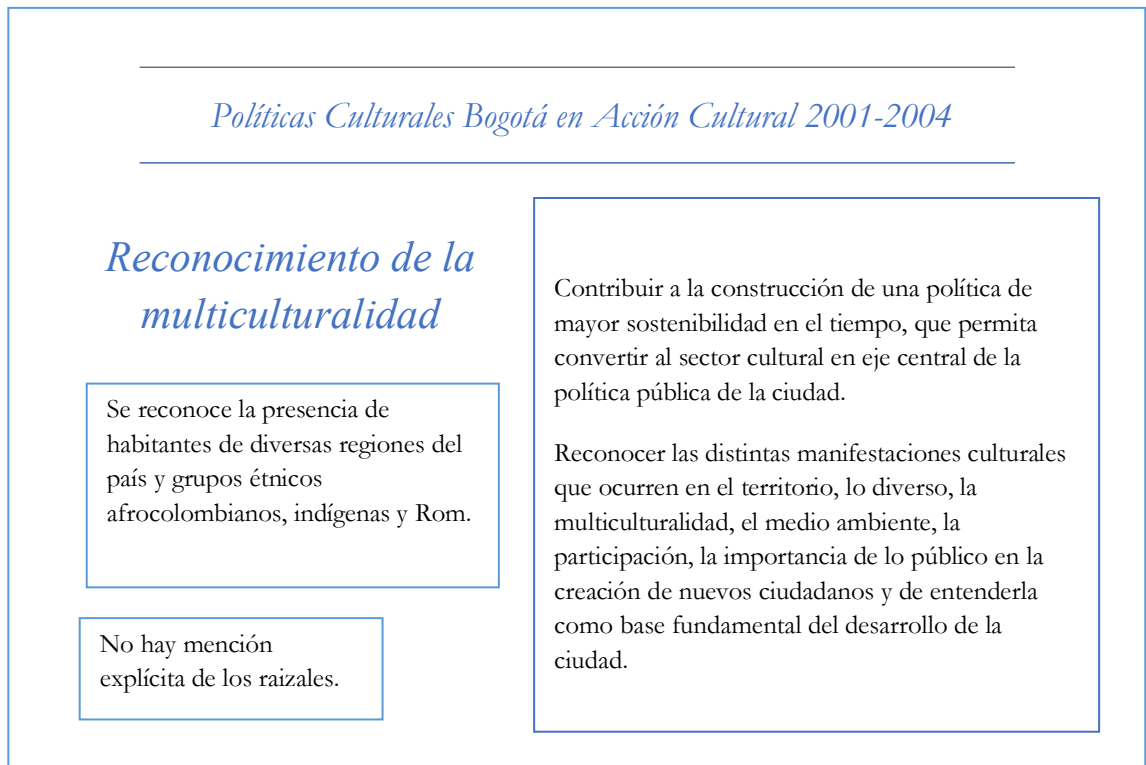 Políticas Culturales Bogotá en Acción Cultural 2001-2004
Reconocimiento de la
multiculturalidad
Se reconoce la presencia de
habitantes de diversas regiones del
país y grupos étnicos
afrocolombianos, indígenas y Rom.
No hay mención
explícita de los raizales.
Contribuir a la construcción de una política de
mayor sostenibilidad en el tiempo, que permita
convertir al sector cultural en eje central de la
política pública de la ciudad.
Reconocer las distintas manifestaciones culturales
que ocurren en el territorio, lo diverso, la
multiculturalidad, el medio ambiente, la
participación, la importancia de lo público en la
creación de nuevos ciudadanos y de entenderla
como base fundamental del desarrollo de la
ciudad.